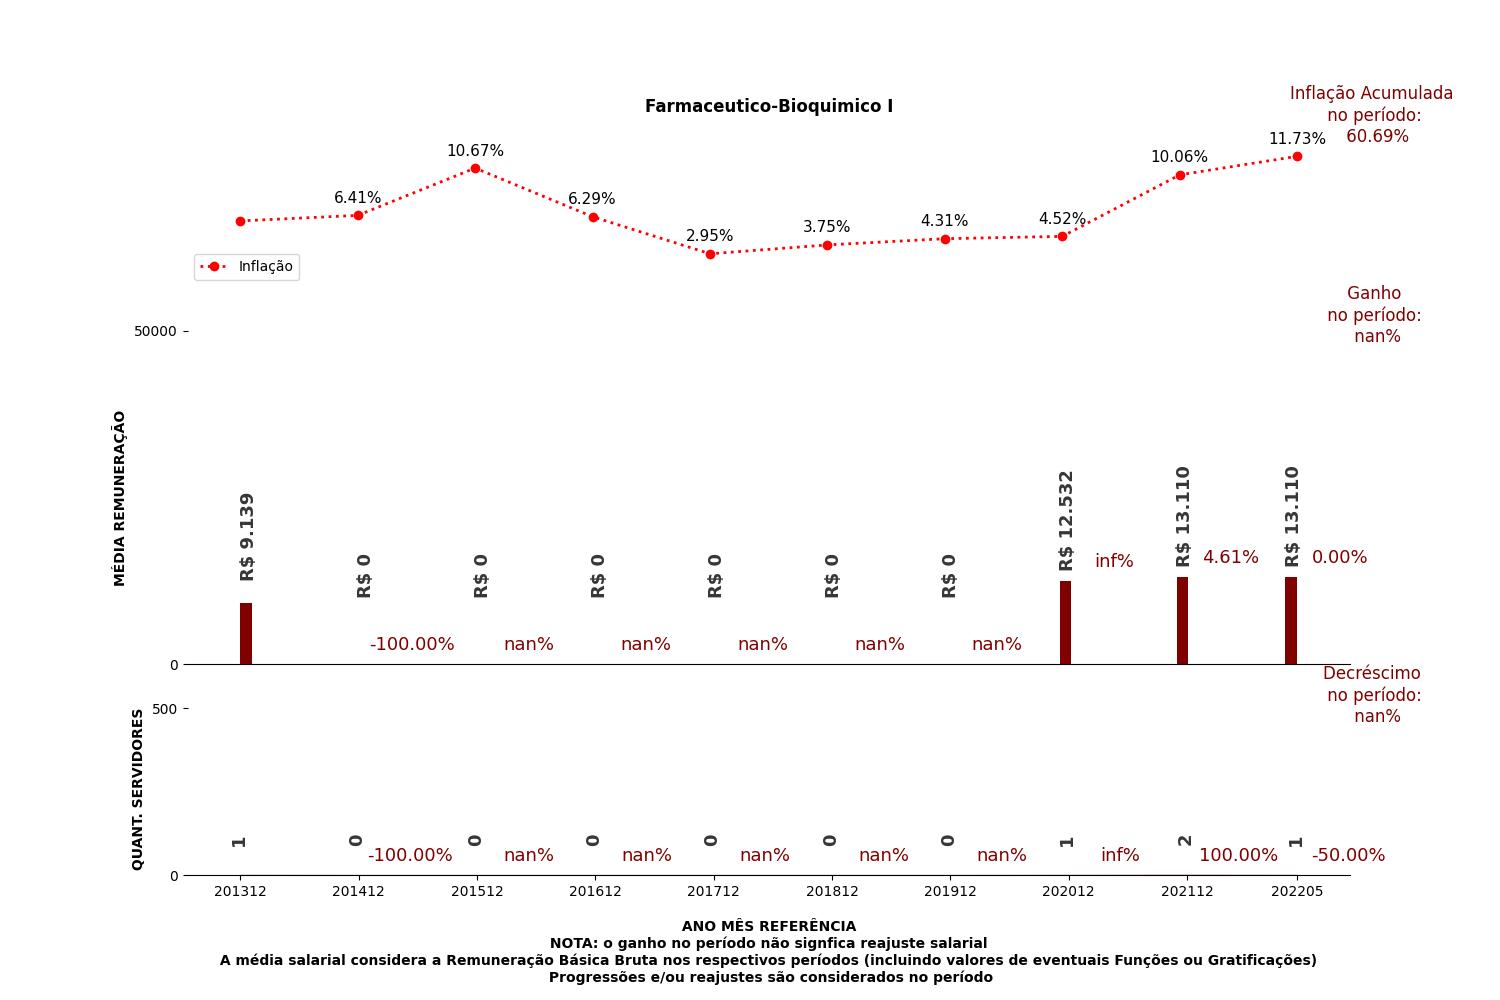 Farmaceutico-Bioquimico I
Inflação Acumulada
no período:
60.69%
6.41%
10.67%
6.29%
2.95%
3.75%
4.31%
4.52%
10.06%
11.73%
Inflação
Ganho
no período:
nan%
50000
0
MÉDIA REMUNERAÇÃO
R$ 9.139
R$ 0
R$ 0
R$ 0
R$ 0
R$ 0
R$ 0
R$ 12.532
R$ 13.110
R$ 13.110
-100.00%
nan%
nan%
nan%
nan%
nan%
inf%
4.61%
0.00%
Decréscimo
no período:
nan%
500
0
QUANT. SERVIDORES
1
0
0
0
0
0
0
1
2
1
-100.00%
nan%
nan%
nan%
nan%
nan%
inf%
100.00%
-50.00%
201312
201412
201512
201612
201712
201812
201912
202012
202112
202205
ANO MÊS REFERÊNCIA
NOTA: o ganho no período não signfica reajuste salarial
A média salarial considera a Remuneração Básica Bruta nos respectivos períodos (incluindo valores de eventuais Funções ou Gratificações)
Progressões e/ou reajustes são considerados no período